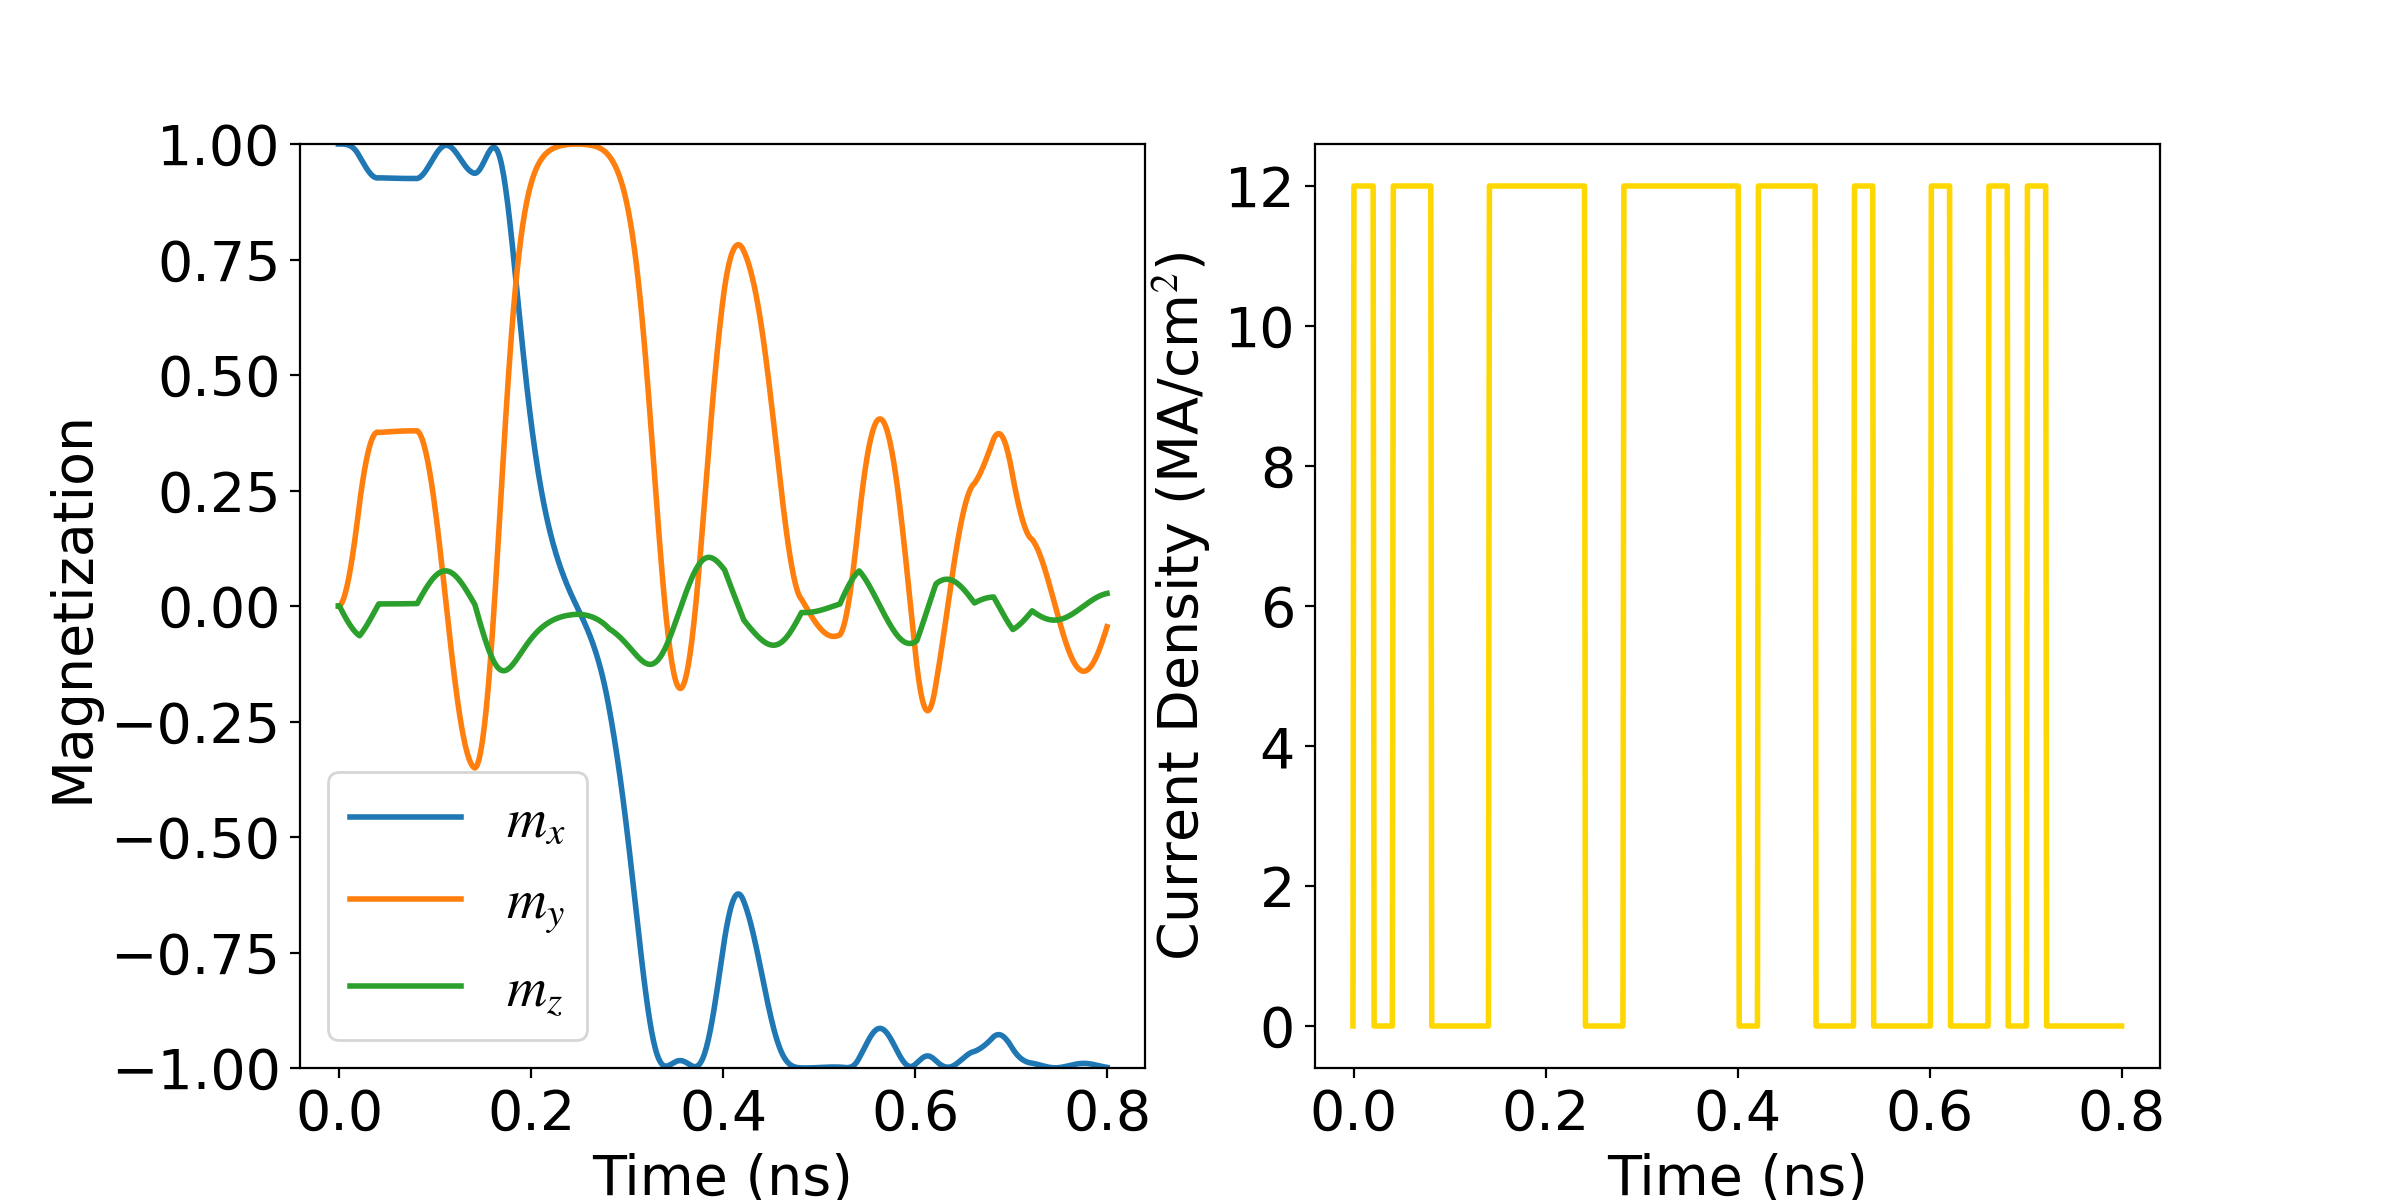 Magnetization
1.00
0.75
0.50
0.25
0.00
−0.25
−0.50
−0.75
−1.00
m_x
m_y
m_z
0.0 0.2 0.4 0.6 0.8
Time (ns)
Current Density (MA/cm²)
12
10
8
6
4
2
0
0.0 0.2 0.4 0.6 0.8
Time (ns)